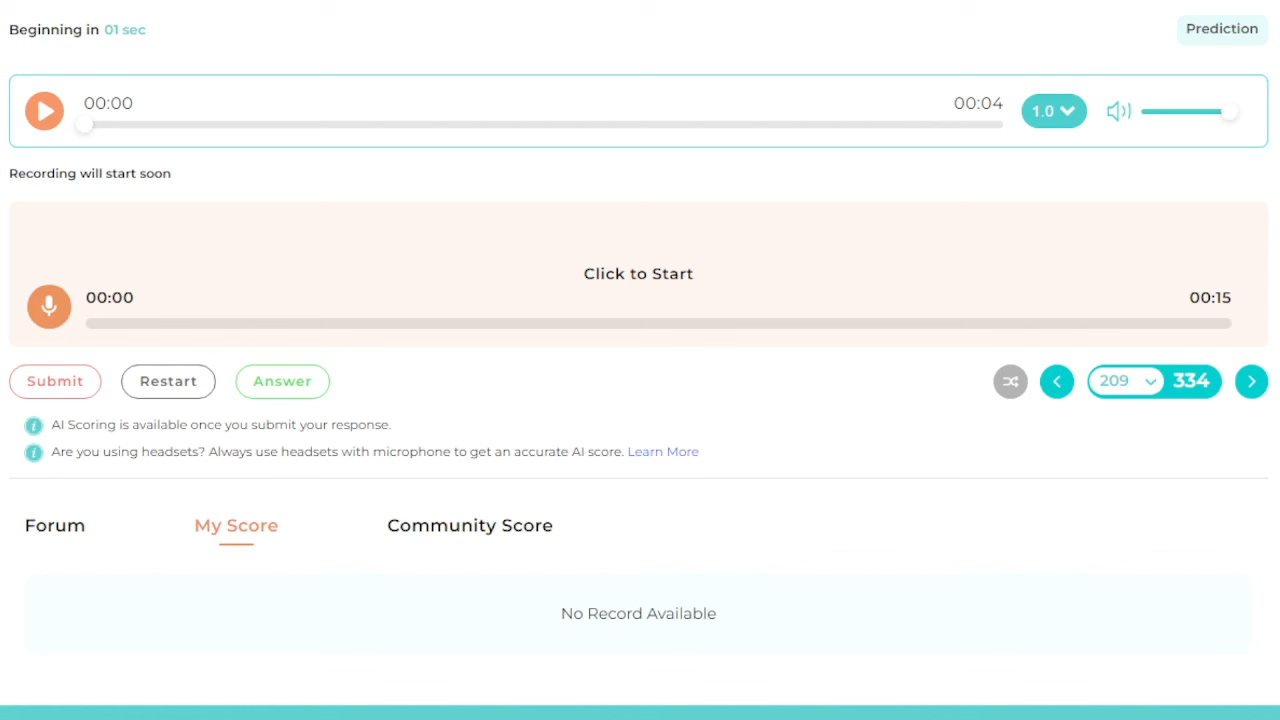 Beginning in 01 sec
Prediction
00:00
00:04
1.0
Recording will start soon
Click to Start
00:00
00:15
Submit
Restart
Answer
209
334
AI Scoring is available once you submit your response.
Are you using headsets? Always use headsets with microphone to get an accurate AI score. Learn More
Forum
My Score
Community Score
No Record Available